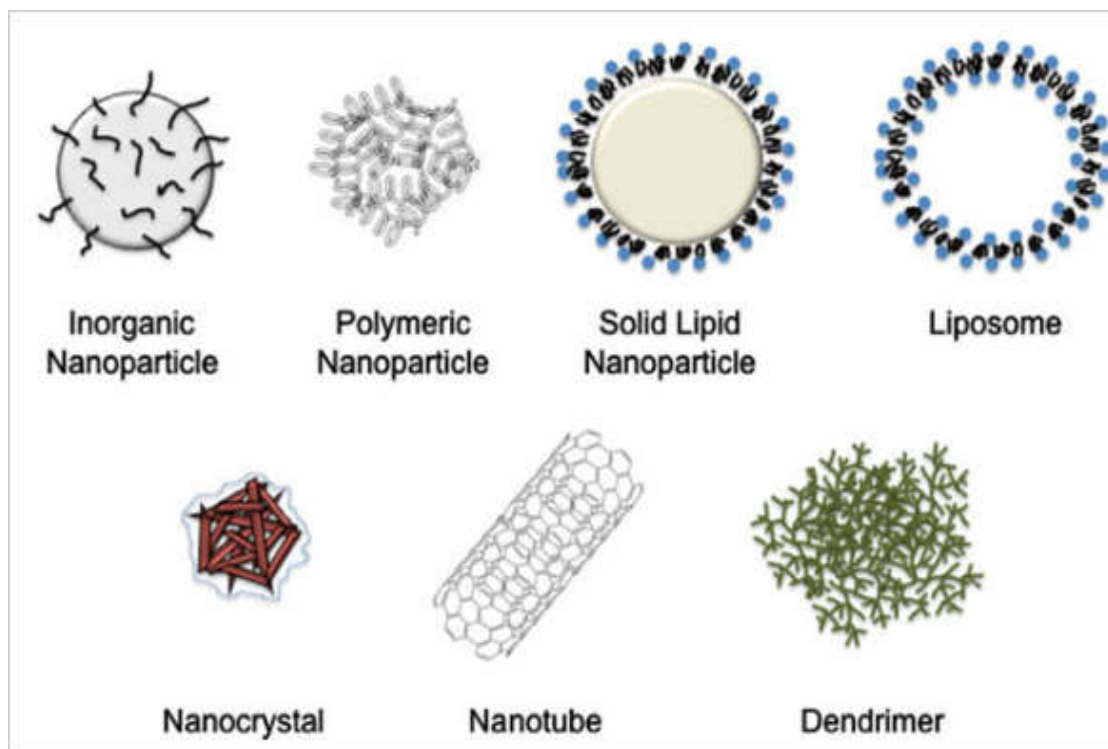 Inorganic
Nanoparticle
Polymeric
Nanoparticle
Solid Lipid
Nanoparticle
Liposome
Nanocrystal
Nanotube
Dendrimer